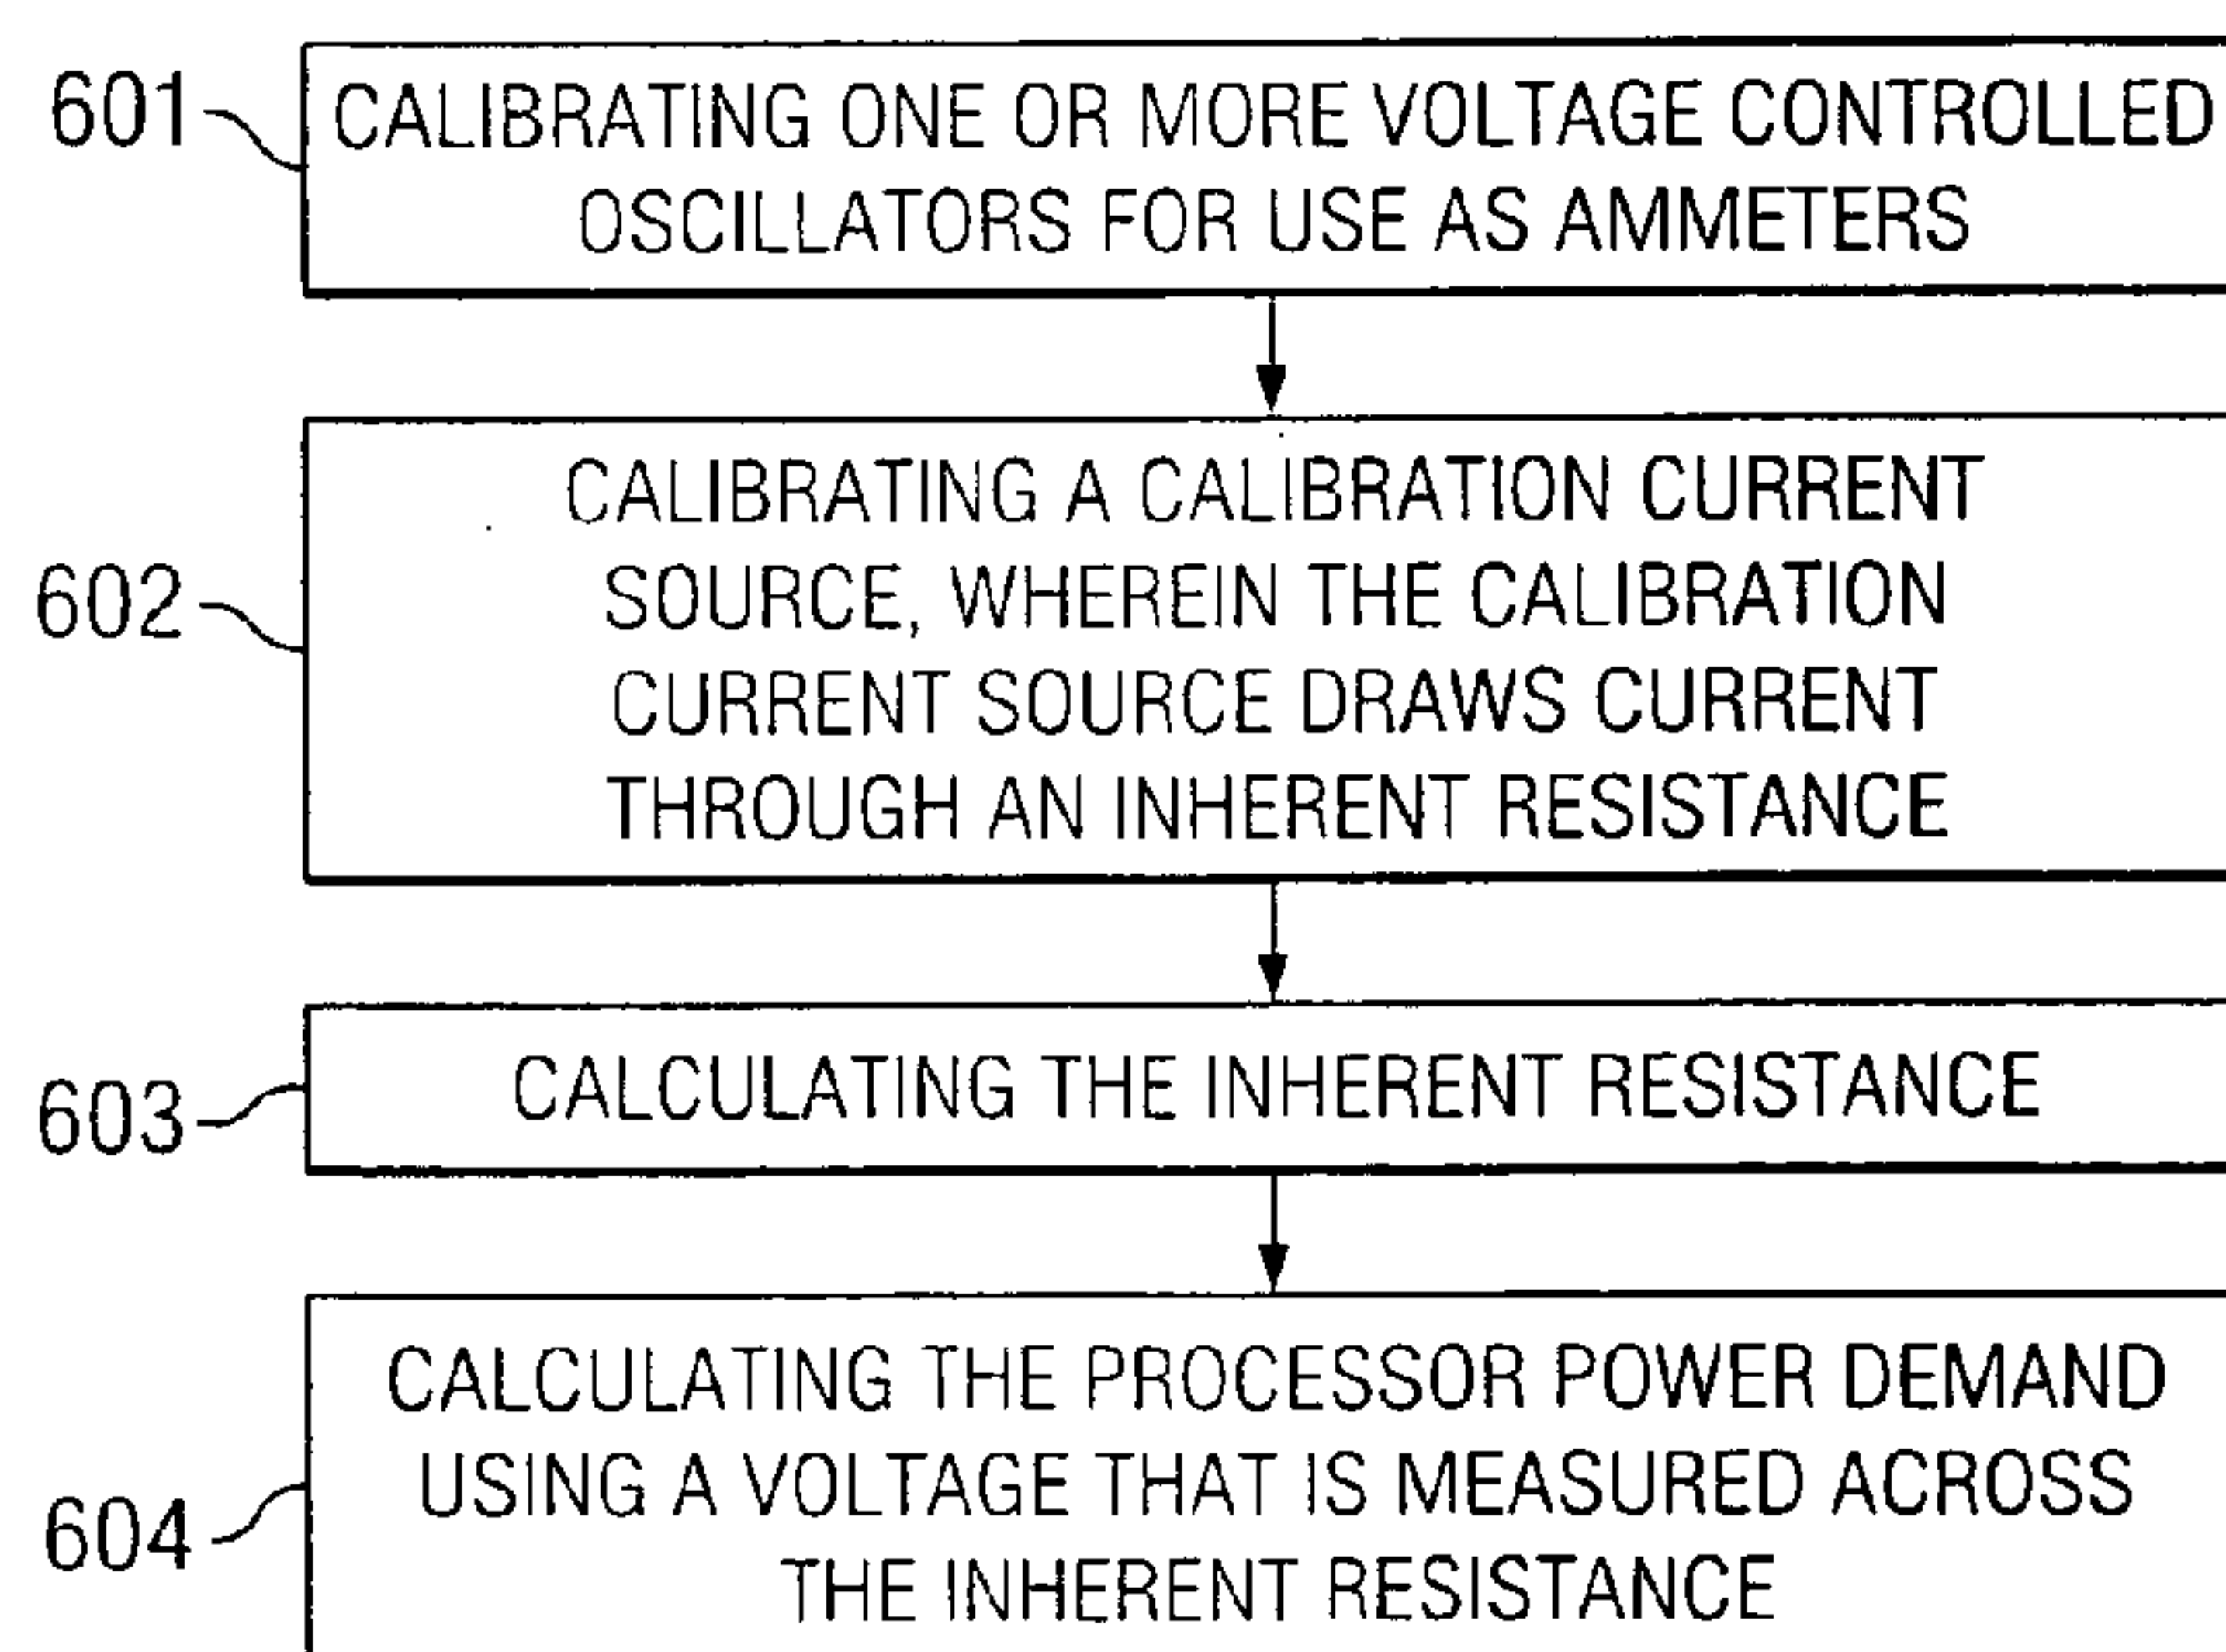 601
CALIBRATING ONE OR MORE VOLTAGE CONTROLLED
OSCILLATORS FOR USE AS AMMETERS
602
CALIBRATING A CALIBRATION CURRENT
SOURCE, WHEREIN THE CALIBRATION
CURRENT SOURCE DRAWS CURRENT
THROUGH AN INHERENT RESISTANCE
603
CALCULATING THE INHERENT RESISTANCE
604
CALCULATING THE PROCESSOR POWER DEMAND
USING A VOLTAGE THAT IS MEASURED ACROSS
THE INHERENT RESISTANCE